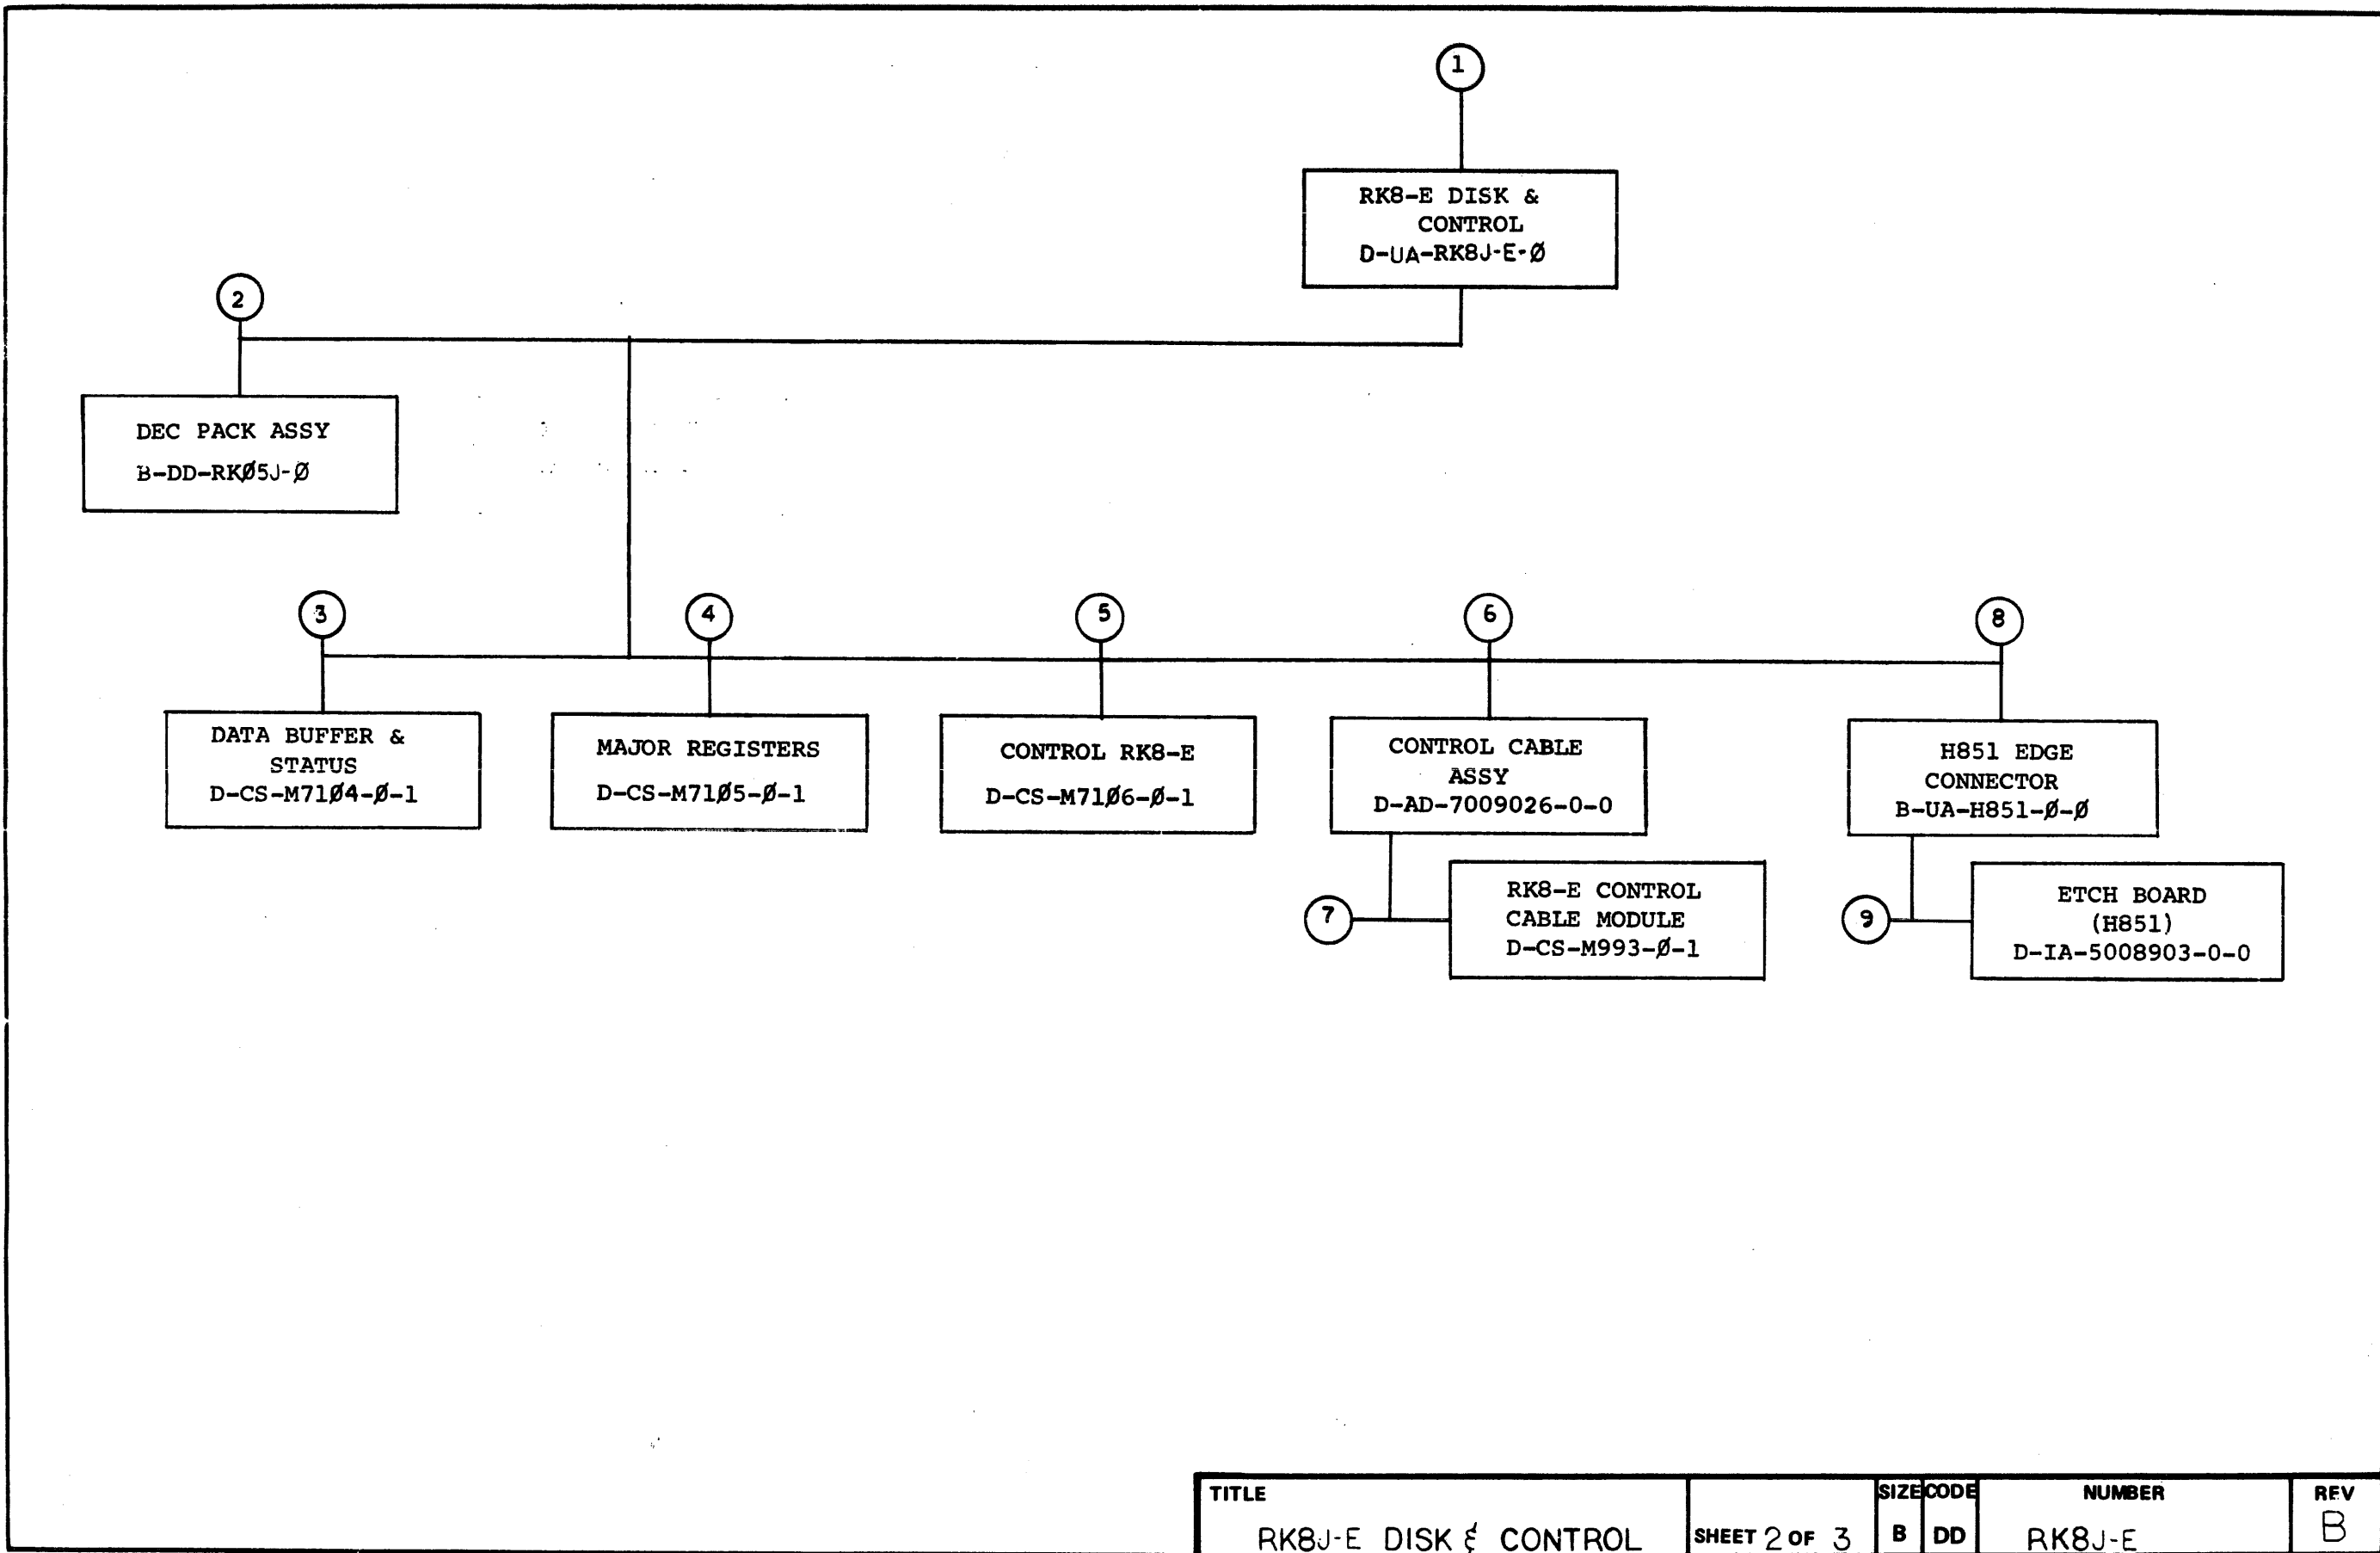 1
RK8-E DISK &
CONTROL
D-UA-RK8J-E-Ø
2
DEC PACK ASSY
B-DD-RKØ5J-Ø
3
DATA BUFFER &
STATUS
D-CS-M71Ø4-Ø-1
4
MAJOR REGISTERS
D-CS-M71Ø5-Ø-1
5
CONTROL RK8-E
D-CS-M71Ø6-Ø-1
6
CONTROL CABLE
ASSY
D-AD-7009026-0-0
8
H851 EDGE
CONNECTOR
B-UA-H851-Ø-Ø
7
RK8-E CONTROL
CABLE MODULE
D-CS-M993-Ø-1
9
ETCH BOARD
(H851)
D-IA-5008903-0-0
TITLE
RK8J-E DISK & CONTROL
SHEET 2 OF 3
SIZE
B
CODE
DD
NUMBER
RK8J-E
REV
B